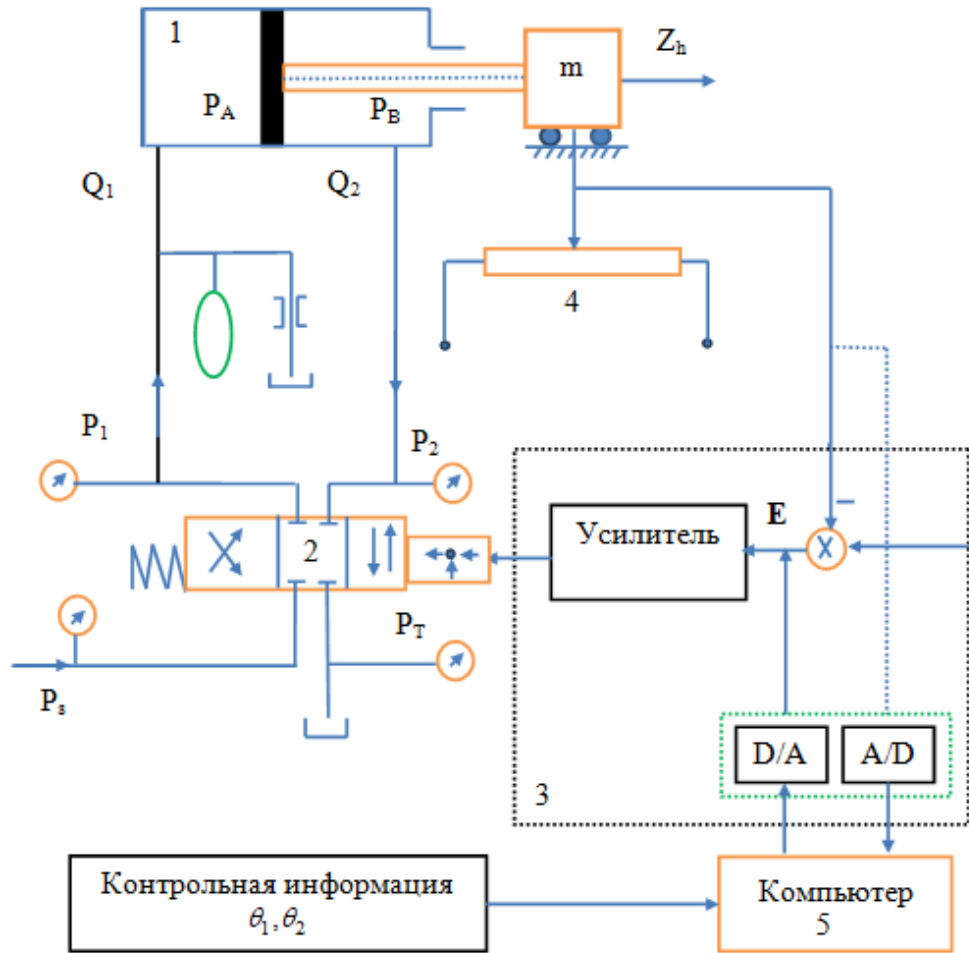 1
Z_h
m
P_A
P_B
Q_1
Q_2
4
P_1
P_2
E
−
Усилитель
X
2
P_T
P_s
D/A
A/D
3
Контрольная информация
θ_1, θ_2
Компьютер
5